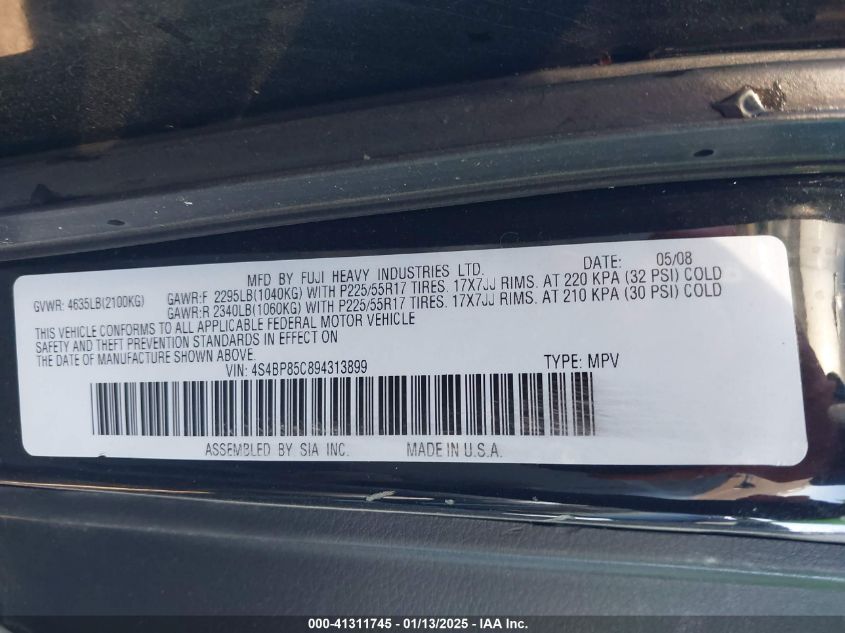 MFD BY FUJI HEAVY INDUSTRIES LTD. DATE: 05/08
GVWR: 4635LB(2100KG) GAWR:F 2295LB(1040KG) WITH P225/55R17 TIRES. 17X7JJ RIMS. AT 220 KPA (32 PSI) COLD
GAWR:R 2340LB(1060KG) WITH P225/55R17 TIRES. 17X7JJ RIMS. AT 210 KPA (30 PSI) COLD
THIS VEHICLE CONFORMS TO ALL APPLICABLE FEDERAL MOTOR VEHICLE
SAFETY AND THEFT PREVENTION STANDARDS IN EFFECT ON
THE DATE OF MANUFACTURE SHOWN ABOVE.
VIN: 4S4BP85C894313899 TYPE: MPV
ASSEMBLED BY SIA INC. MADE IN U.S.A.
000-41311745 / 01/13/2025 - IAA Inc.